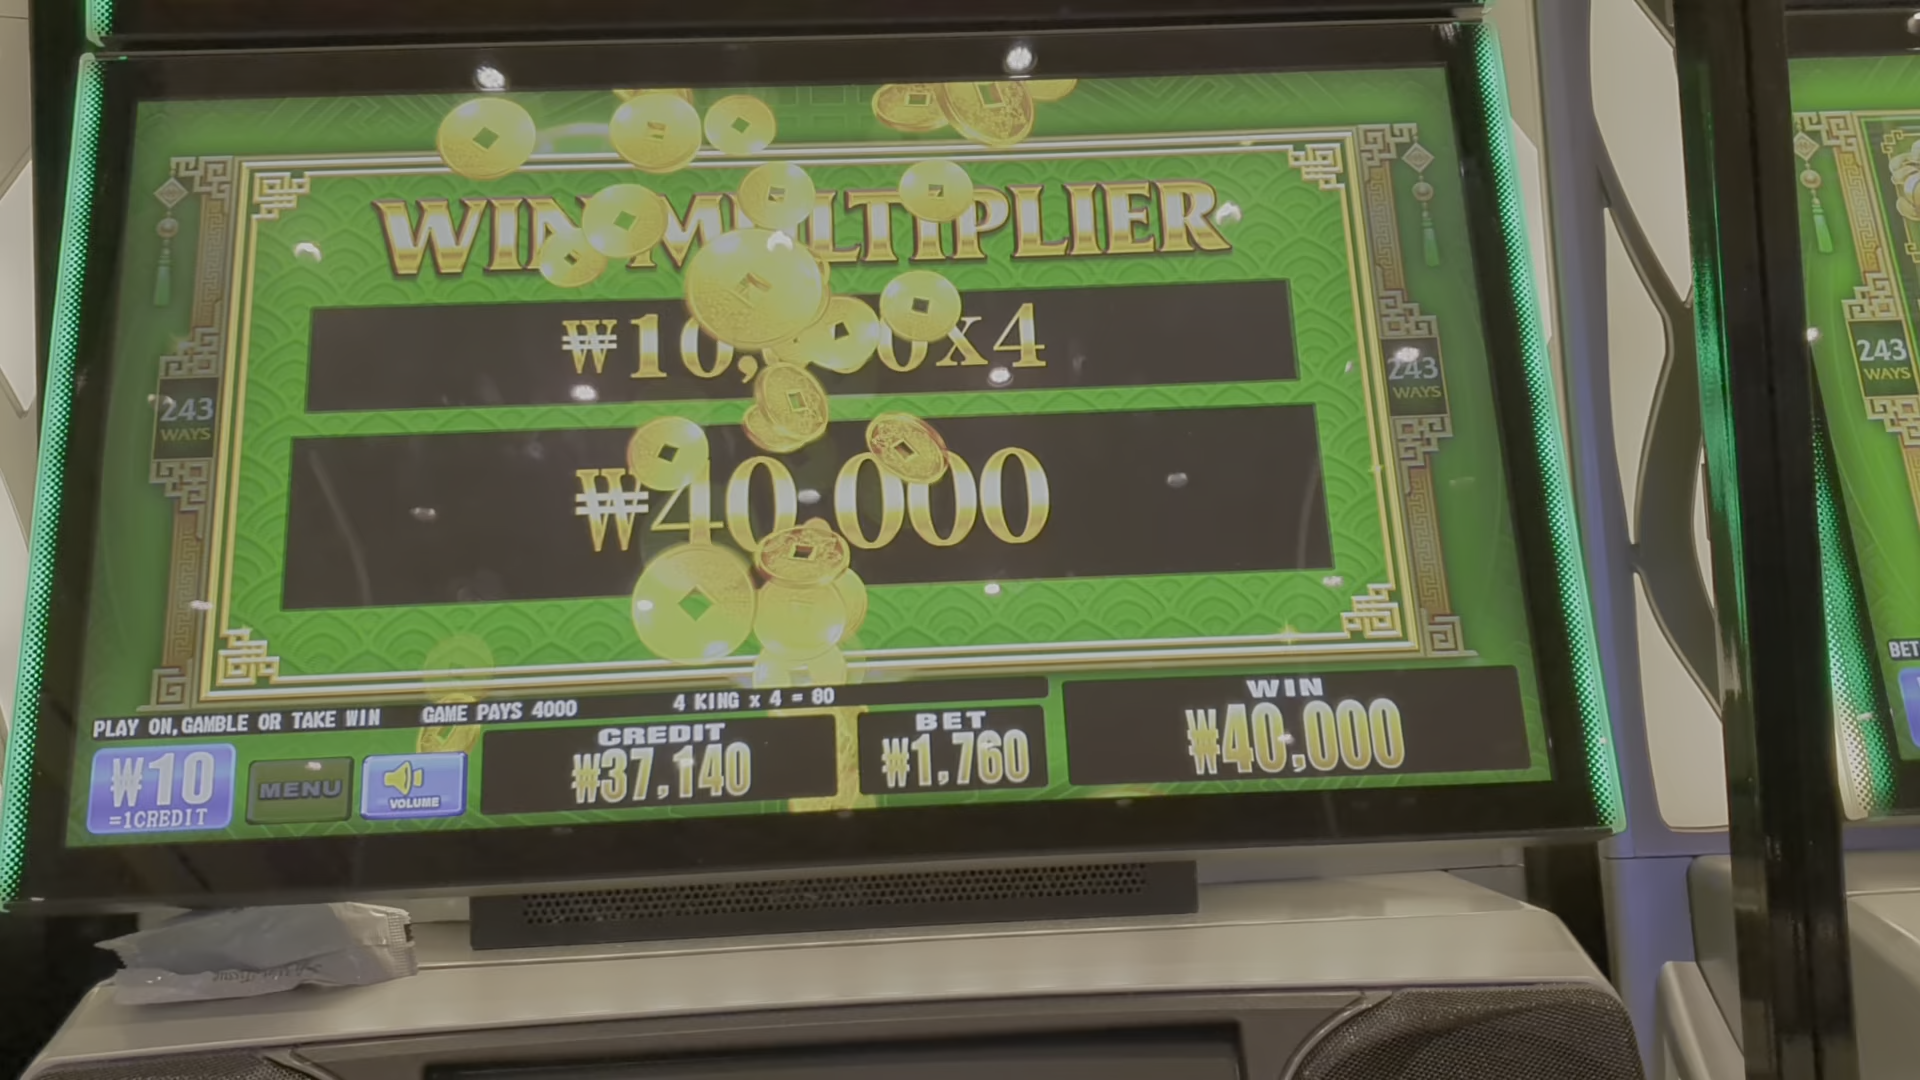 WIN MULTIPLIER
x4
₩40,000
243
WAYS
243
WAYS
243
WAYS
PLAY ON, GAMBLE OR TAKE WIN
GAME PAYS 4000
4 KING x 4 = 80
₩10
=1CREDIT
MENU
VOLUME
CREDIT
₩37,140
BET
₩1,760
WIN
₩40,000
BET